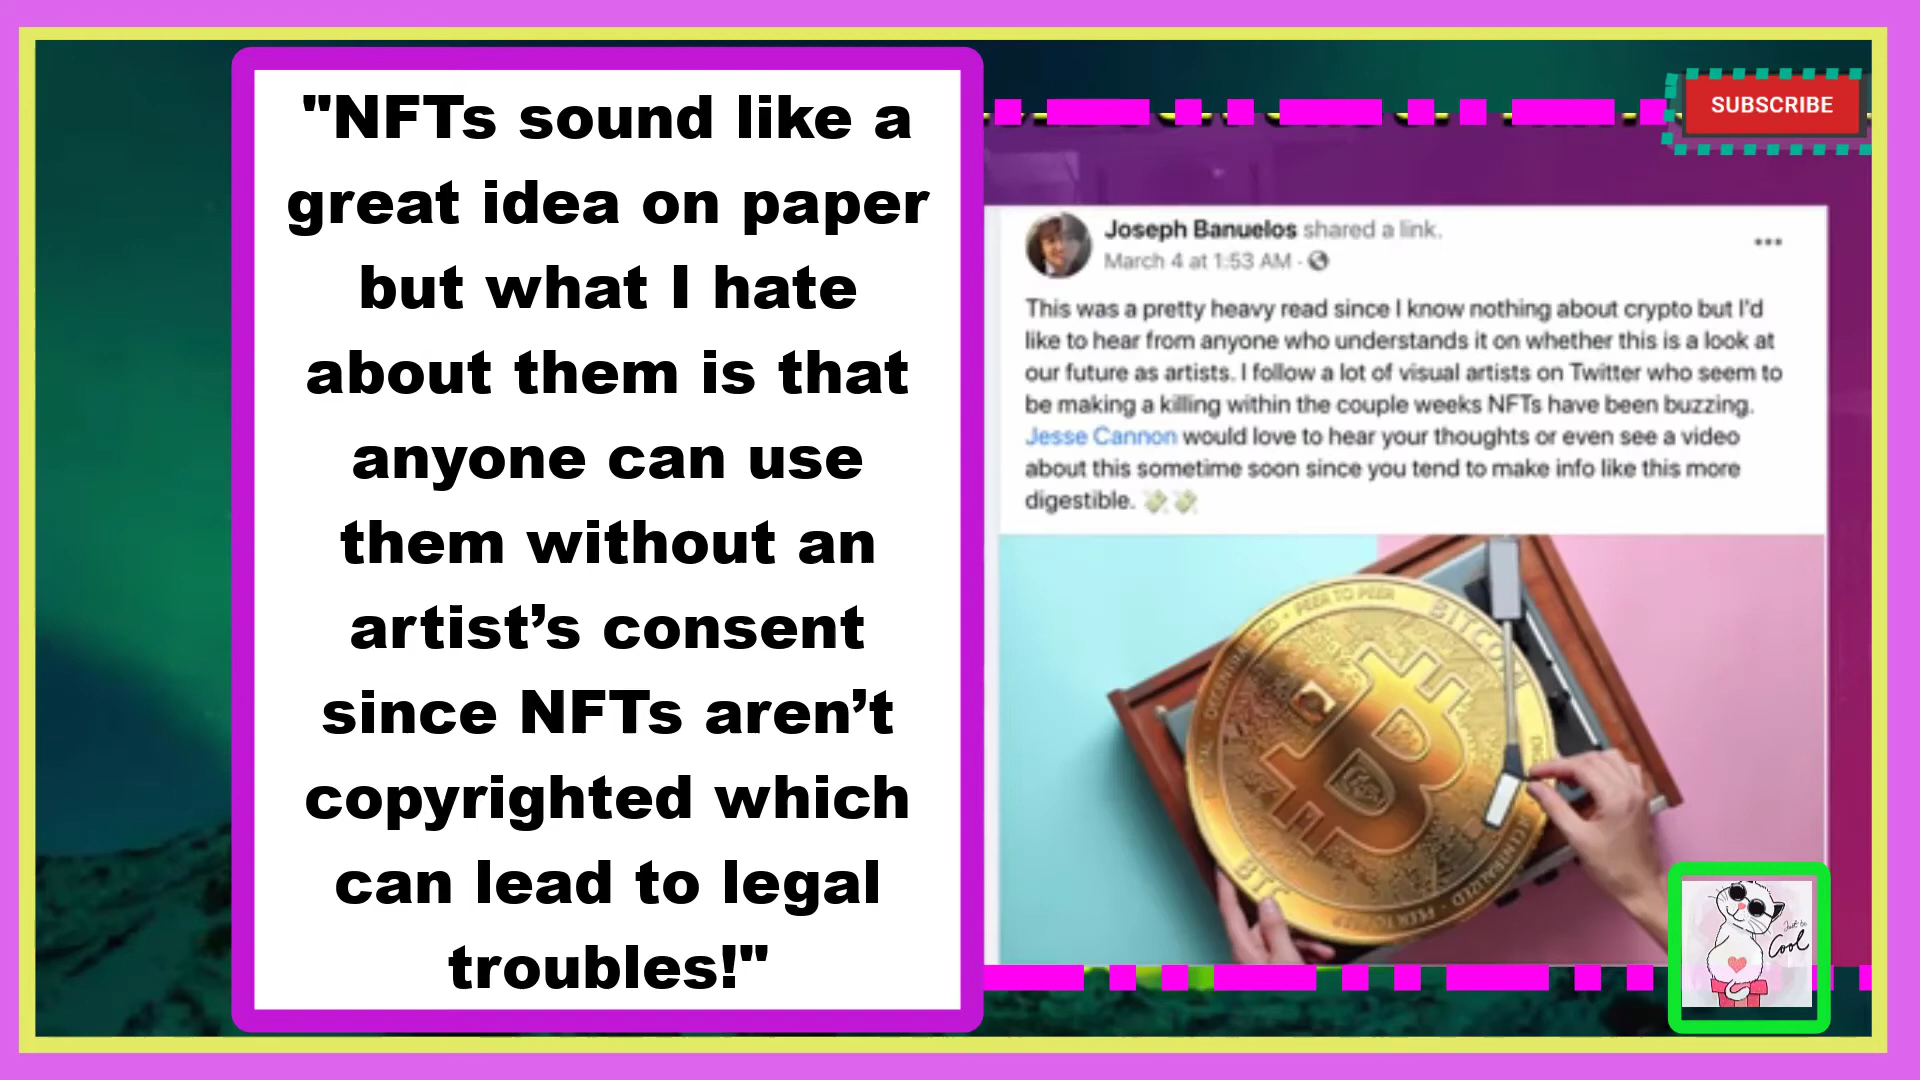 "NFTs sound like a
great idea on paper
but what I hate
about them is that
anyone can use
them without an
artist’s consent
since NFTs aren’t
copyrighted which
can lead to legal
troubles!"
SUBSCRIBE
Joseph Banuelos shared a link.
March 4 at 1:53 AM ·
This was a pretty heavy read since I know nothing about crypto but I'd
like to hear from anyone who understands it on whether this is a look at
our future as artists. I follow a lot of visual artists on Twitter who seem to
be making a killing within the couple weeks NFTs have been buzzing.
Jesse Cannon would love to hear your thoughts or even see a video
about this sometime soon since you tend to make info like this more
digestible.
PEER TO PEER
BITCOIN
BTC
Just be
Cool